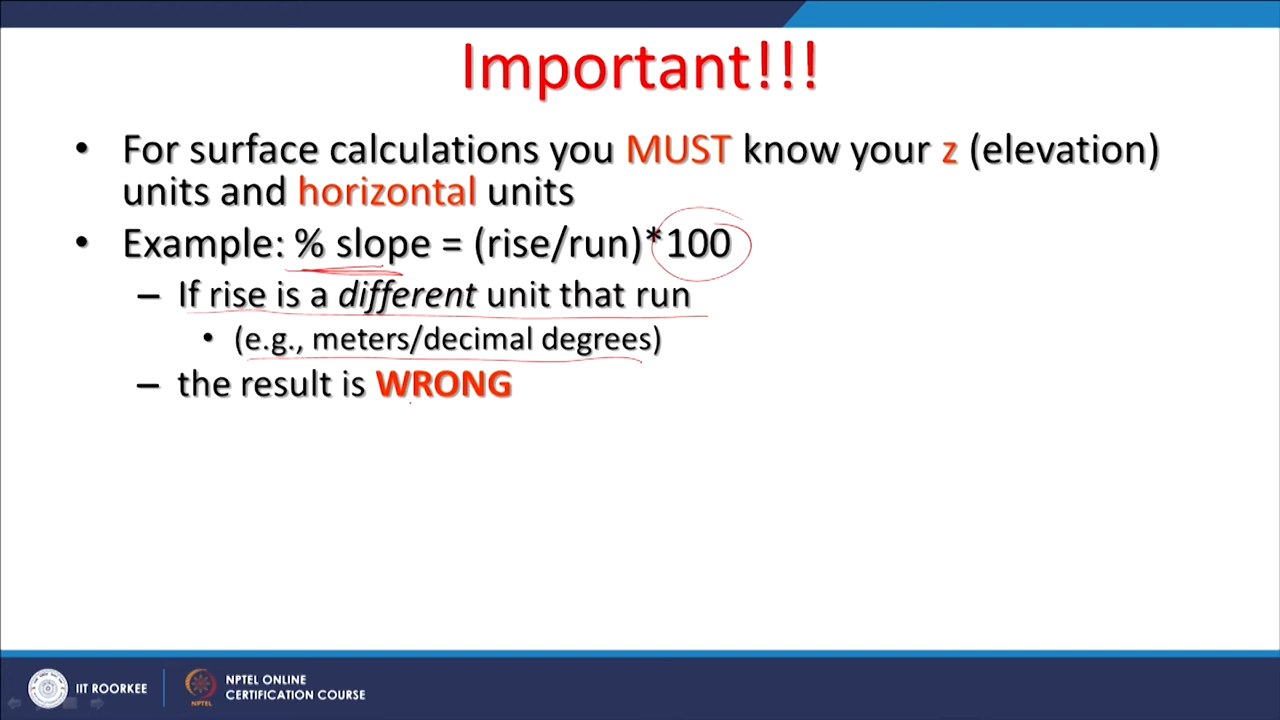 Important!!!
• For surface calculations you MUST know your z (elevation)
units and horizontal units
• Example: % slope = (rise/run)*100
– If rise is a different unit that run
• (e.g., meters/decimal degrees)
– the result is WRONG
IIT ROORKEE
NPTEL
NPTEL ONLINE
CERTIFICATION COURSE